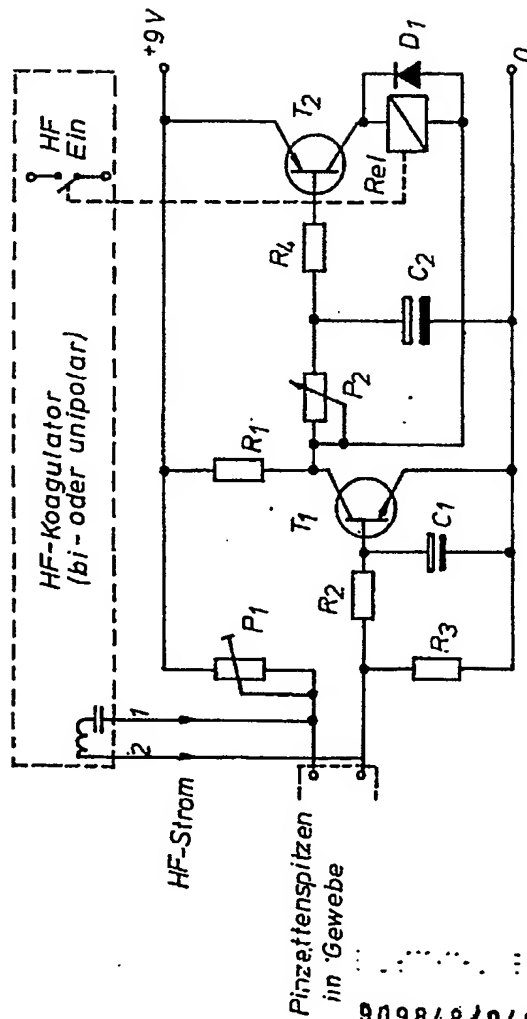 HF-Koagulator
(bi- oder unipolar)
HF
Ein
+9V
HF-Strom
2
1
P1
R1
T2
D1
Rel
R4
P2
C2
T1
R2
C1
R3
Pinzettenspitzen
im Gewebe
0